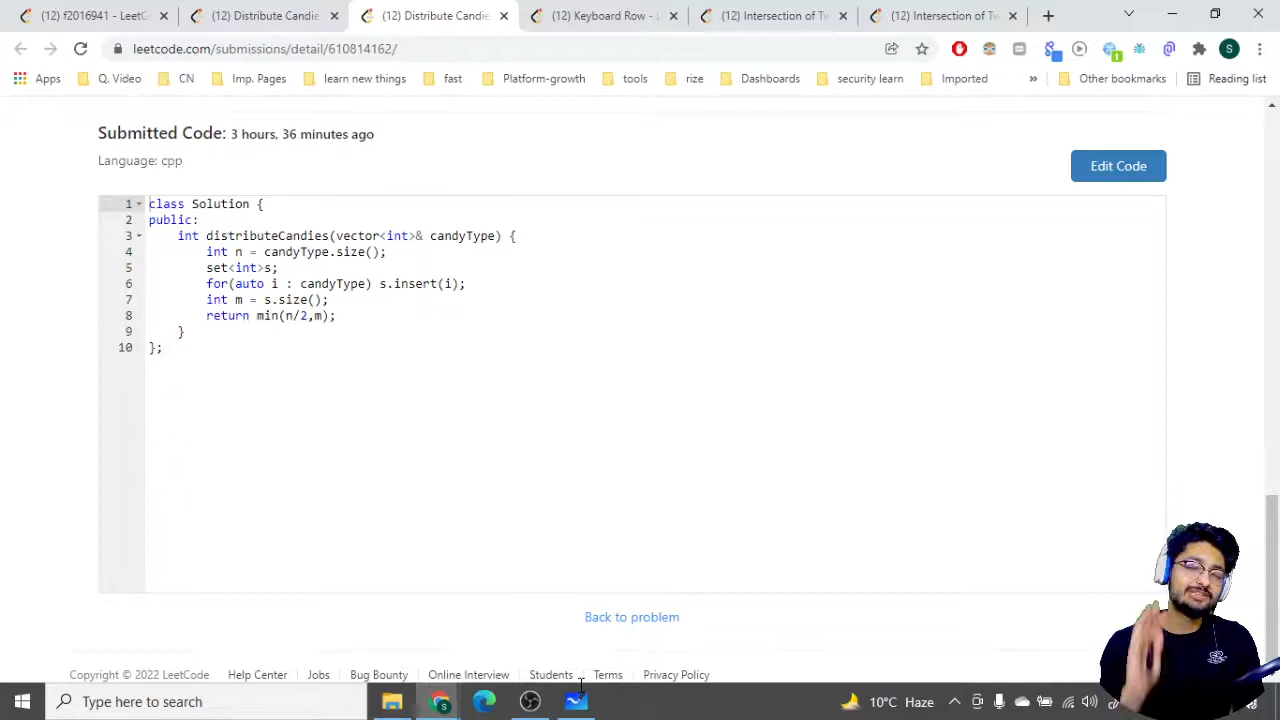 (12) f2016941 - LeetC
(12) Distribute Candie
(12) Distribute Candie
(12) Keyboard Row - L
(12) Intersection of Tw
(12) Intersection of Tw
leetcode.com/submissions/detail/610814162/
S
Apps
Q. Video
CN
Imp. Pages
learn new things
fast
Platform-growth
tools
rize
Dashboards
security learn
Imported
»
Other bookmarks
Reading list
Submitted Code: 3 hours, 36 minutes ago
Language: cpp
Edit Code
1 class Solution {
2 public:
3 int distributeCandies(vector<int>& candyType) {
4 int n = candyType.size();
5 set<int>s;
6 for(auto i : candyType) s.insert(i);
7 int m = s.size();
8 return min(n/2,m);
9 }
10 };
Back to problem
Copyright © 2022 LeetCode
Help Center
Jobs
Bug Bounty
Online Interview
Students
Terms
Privacy Policy
Type here to search
10°C Haze